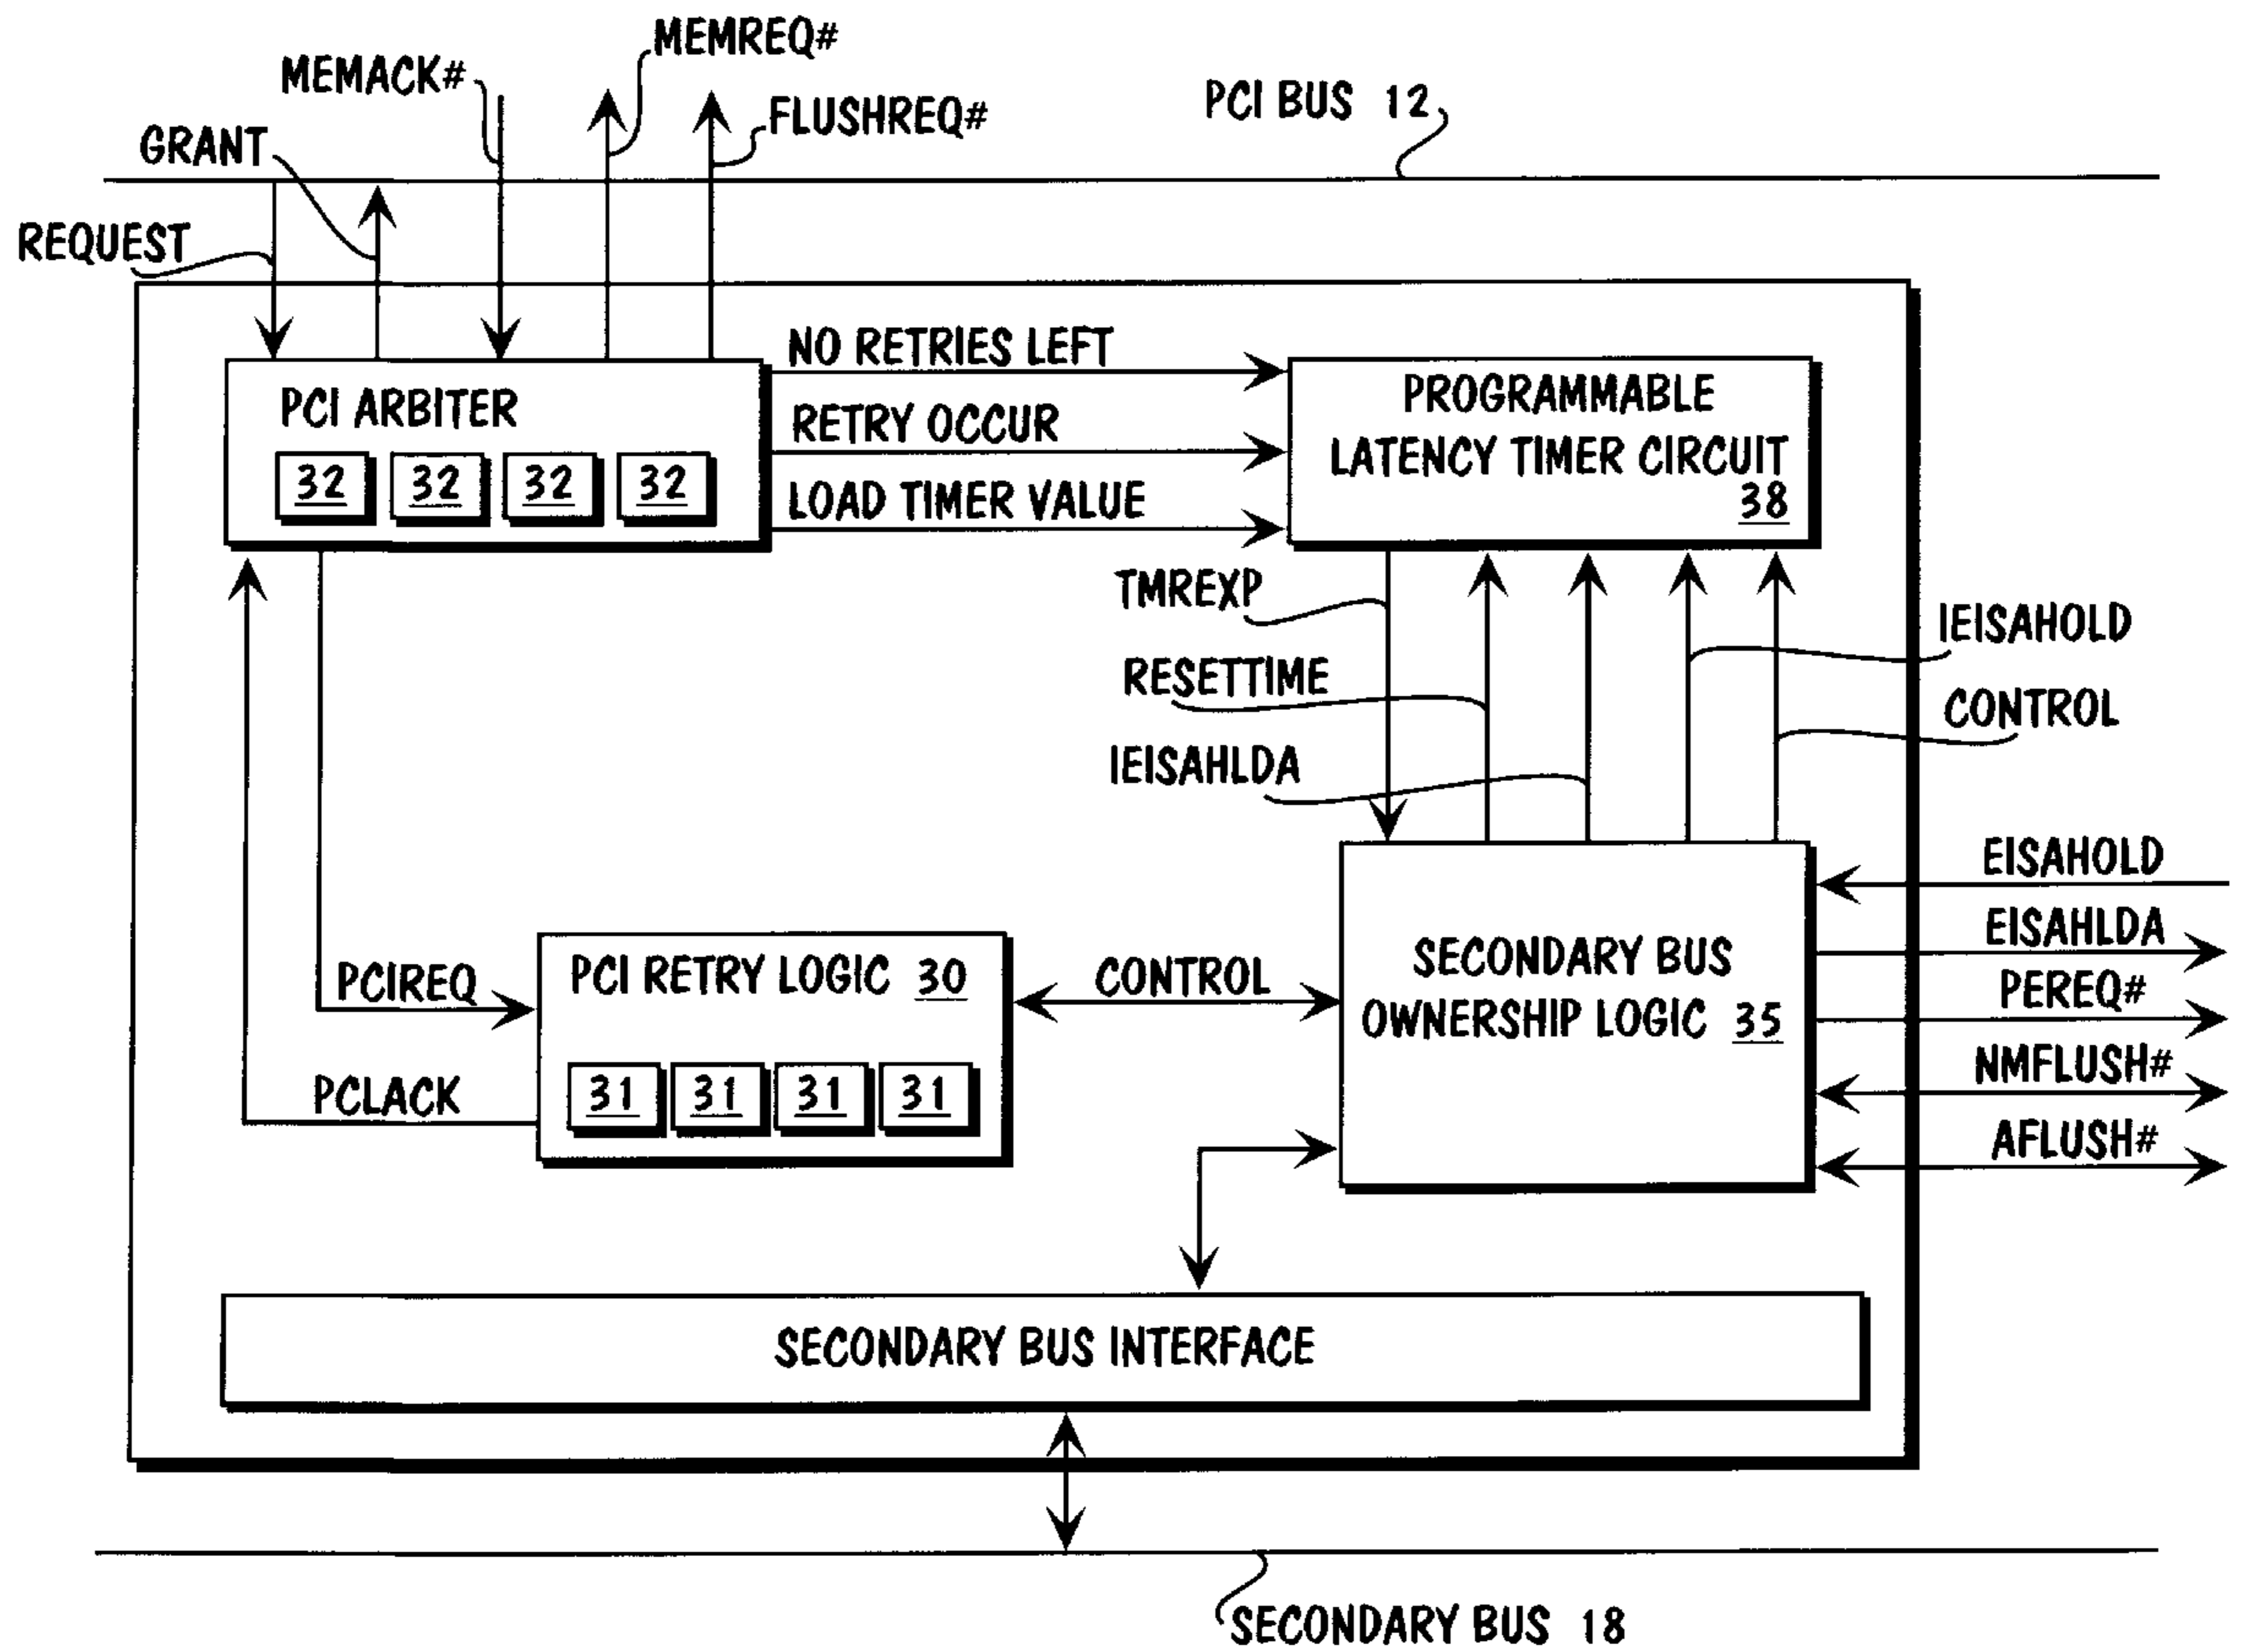 MEMREQ#
MEMACK#
FLUSHREQ#
PCI BUS 12
GRANT
REQUEST
NO RETRIES LEFT
PCI ARBITER
RETRY OCCUR
32 32 32 32
LOAD TIMER VALUE
PROGRAMMABLE
LATENCY TIMER CIRCUIT
38
TMREXP
IEISAHOLD
RESETTIME
CONTROL
IEISAHLDA
EISAHOLD
EISAHLDA
PEREQ#
NMFLUSH#
AFLUSH#
PCIREQ
PCI RETRY LOGIC 30
CONTROL
SECONDARY BUS
OWNERSHIP LOGIC 35
PCLACK
31 31 31 31
SECONDARY BUS INTERFACE
SECONDARY BUS 18